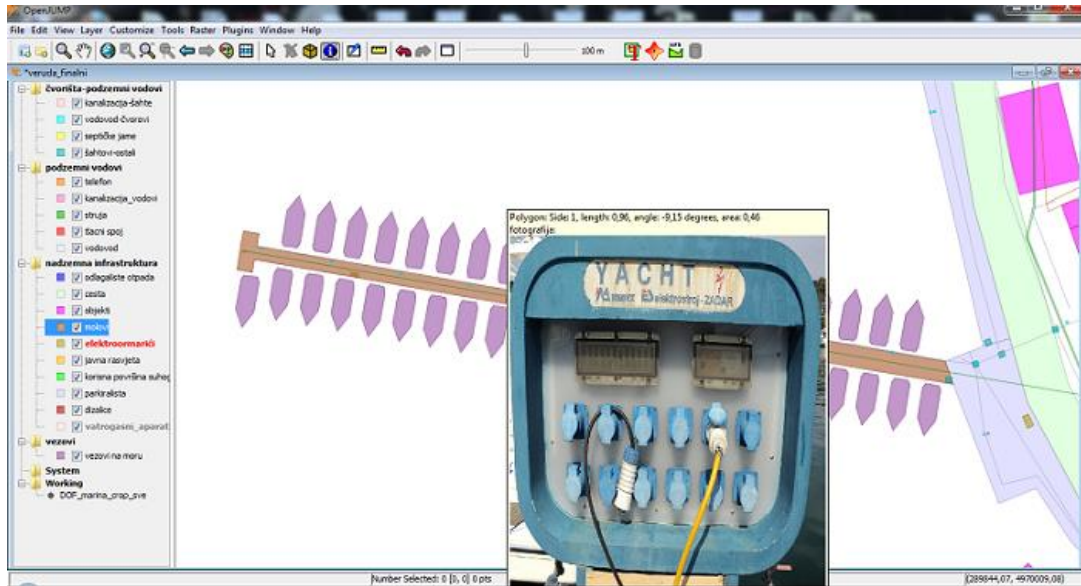 OpenJUMP
File Edit View Layer Customize Tools Raster Plugins Window Help
100 m
*veruda_finalni
čvorišta-podzemni vodovi
kanalizacija-šahte
vodovod čvorovi
septičke jame
šahtovi-ostali
podzemni vodovi
telefon
kanalizacija_vodovi
struja
šacni spoj
vodovod
nadzemna infrastruktura
odlagaliste otpada
cesta
objekti
molovi
elektroormarići
javna rasvjeta
korisna površina suhog
parkiralista
dizalice
vatrogasni_aparat
vezovi
vezovi na moru
System
Working
DOF_marina_crop_sve
Polygon: Side: 1, length: 0,96, angle: -9,15 degrees, area: 0,46
fotografija:
YACHT
elektrostroj-ZADAR
Number Selected: 0 [0, 0] 0 pts
(289844,07, 4970009,08)